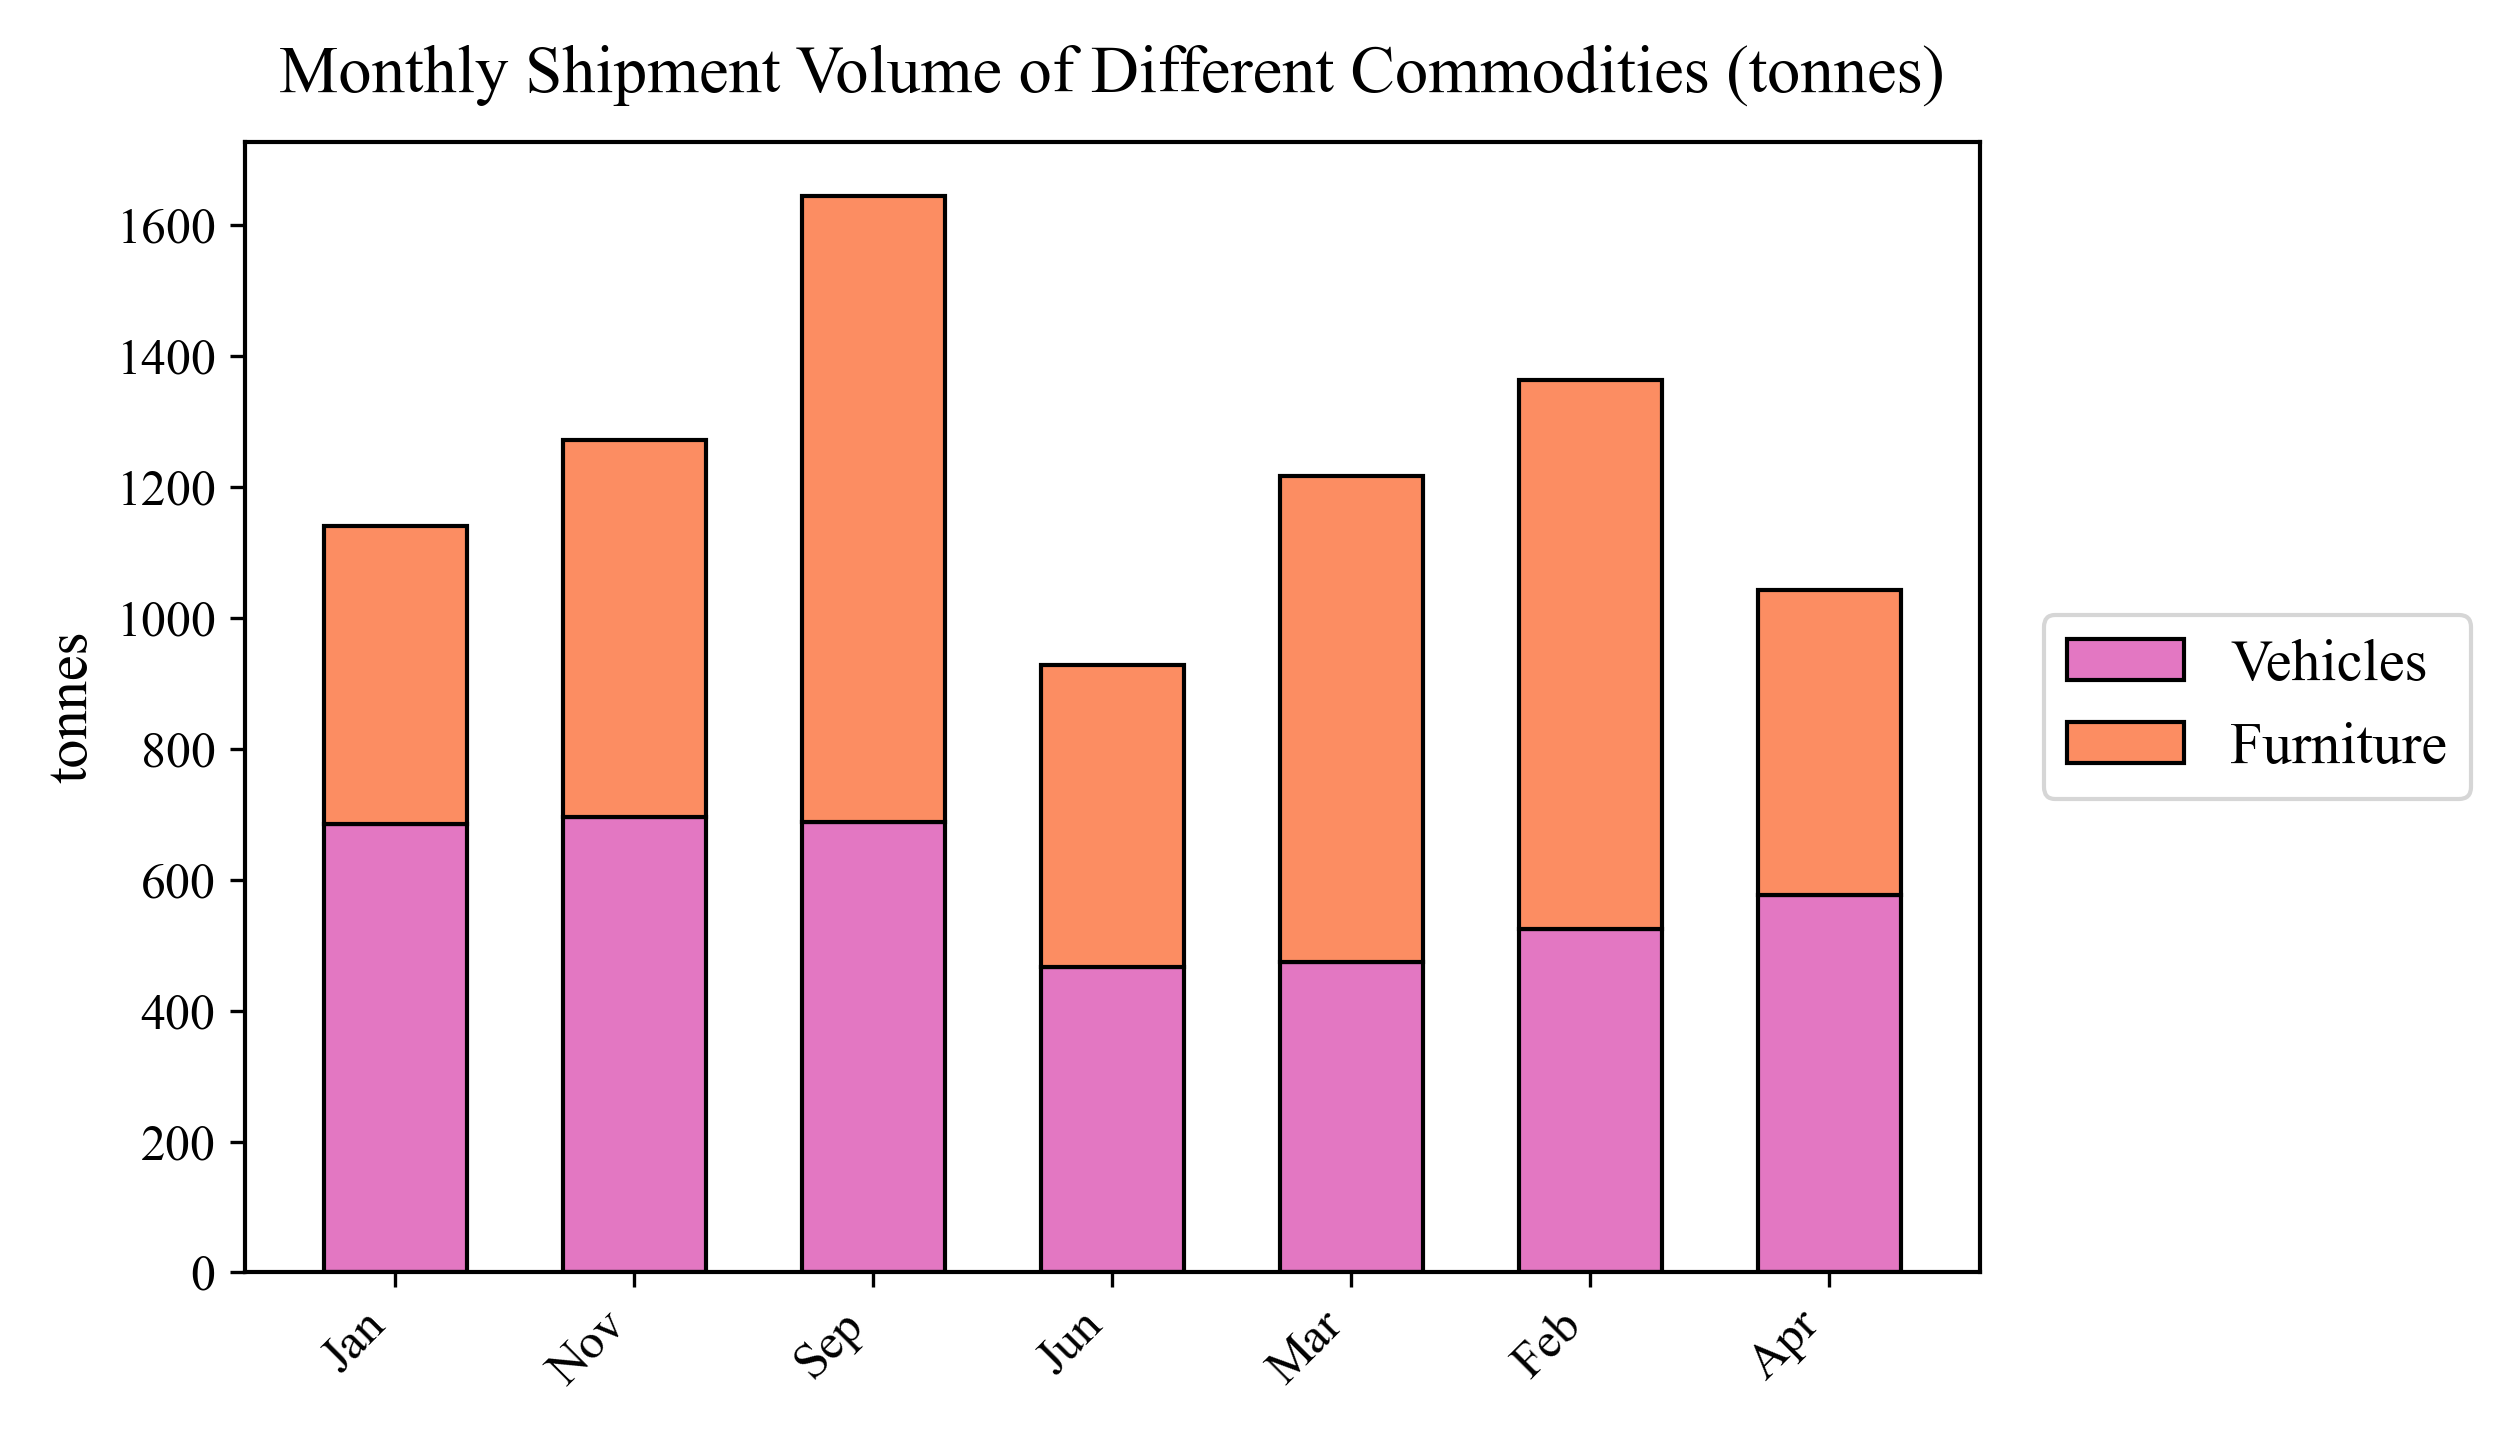 Monthly Shipment Volume of Different Commodities (tonnes)
1600
1400
1200
1000
800
600
400
200
0
tonnes
Jan
Nov
Sep
Jun
Mar
Feb
Apr
Vehicles
Furniture